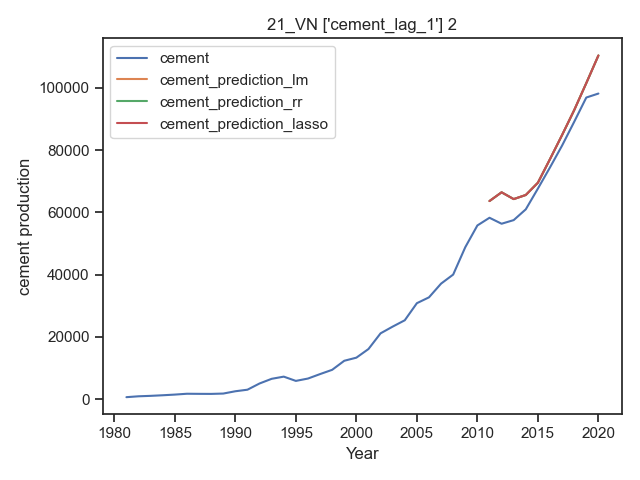 21_VN ['cement_lag_1'] 2
cement
cement_prediction_lm
cement_prediction_rr
cement_prediction_lasso
cement production
100000
80000
60000
40000
20000
0
1980 1985 1990 1995 2000 2005 2010 2015 2020
Year